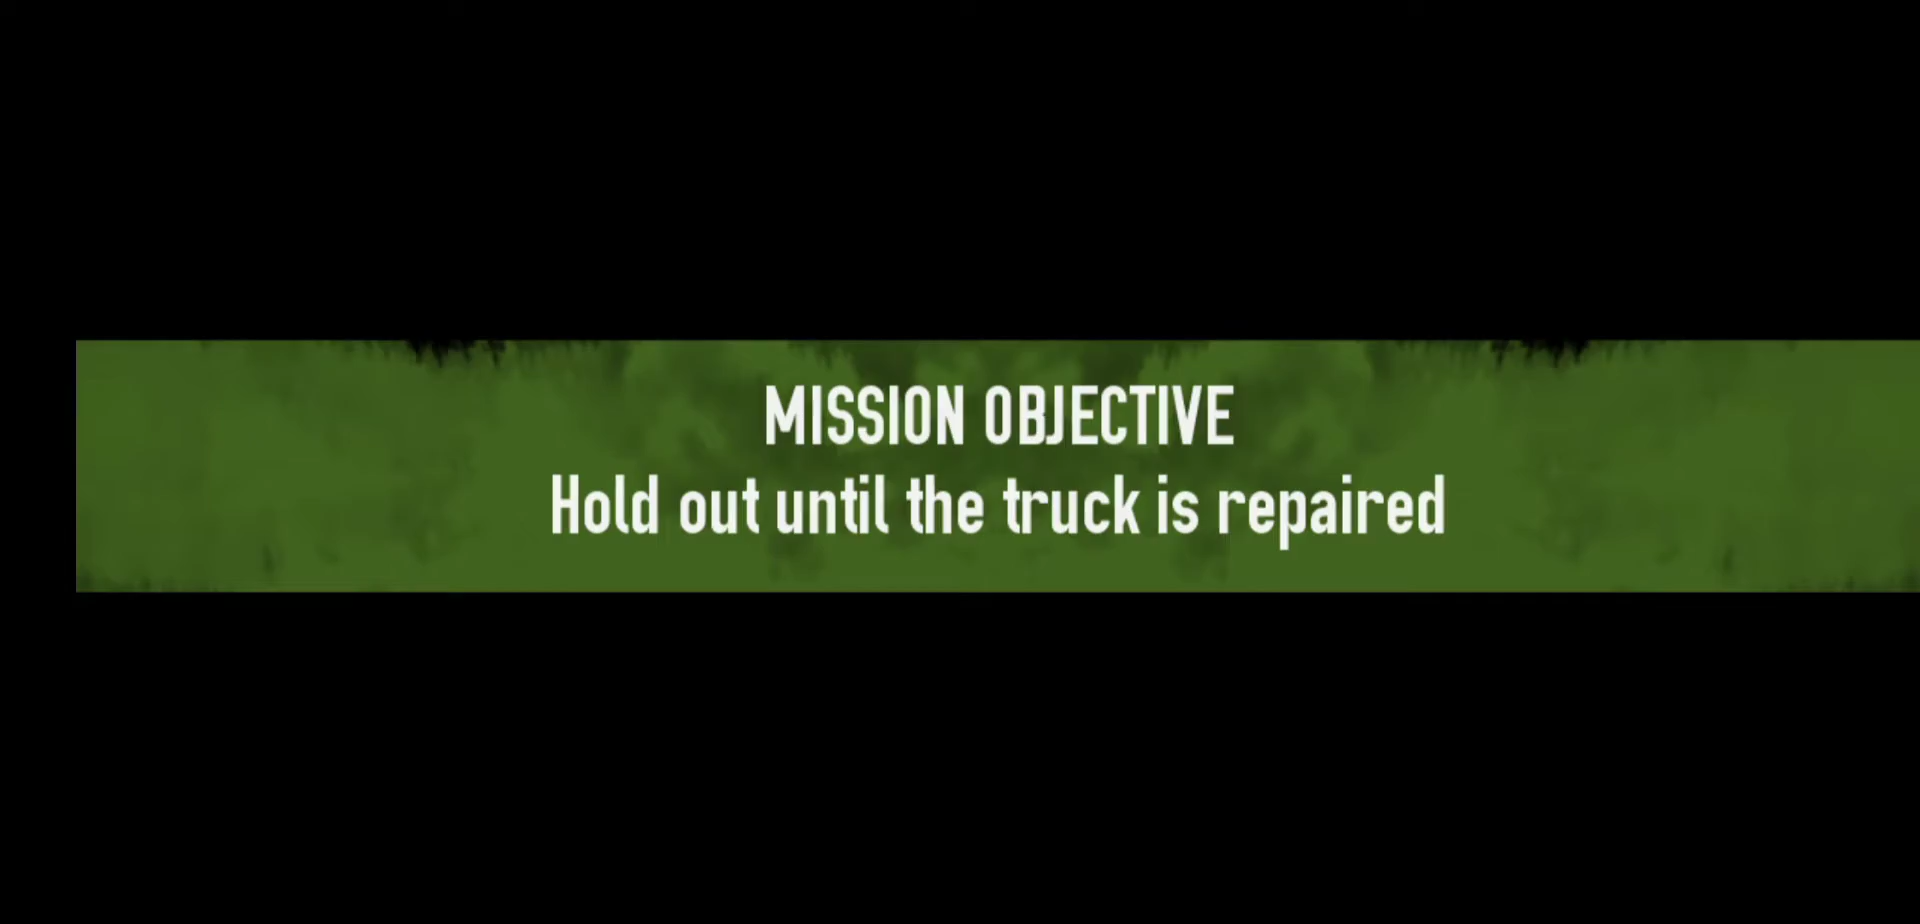 MISSION OBJECTIVE
Hold out until the truck is repaired